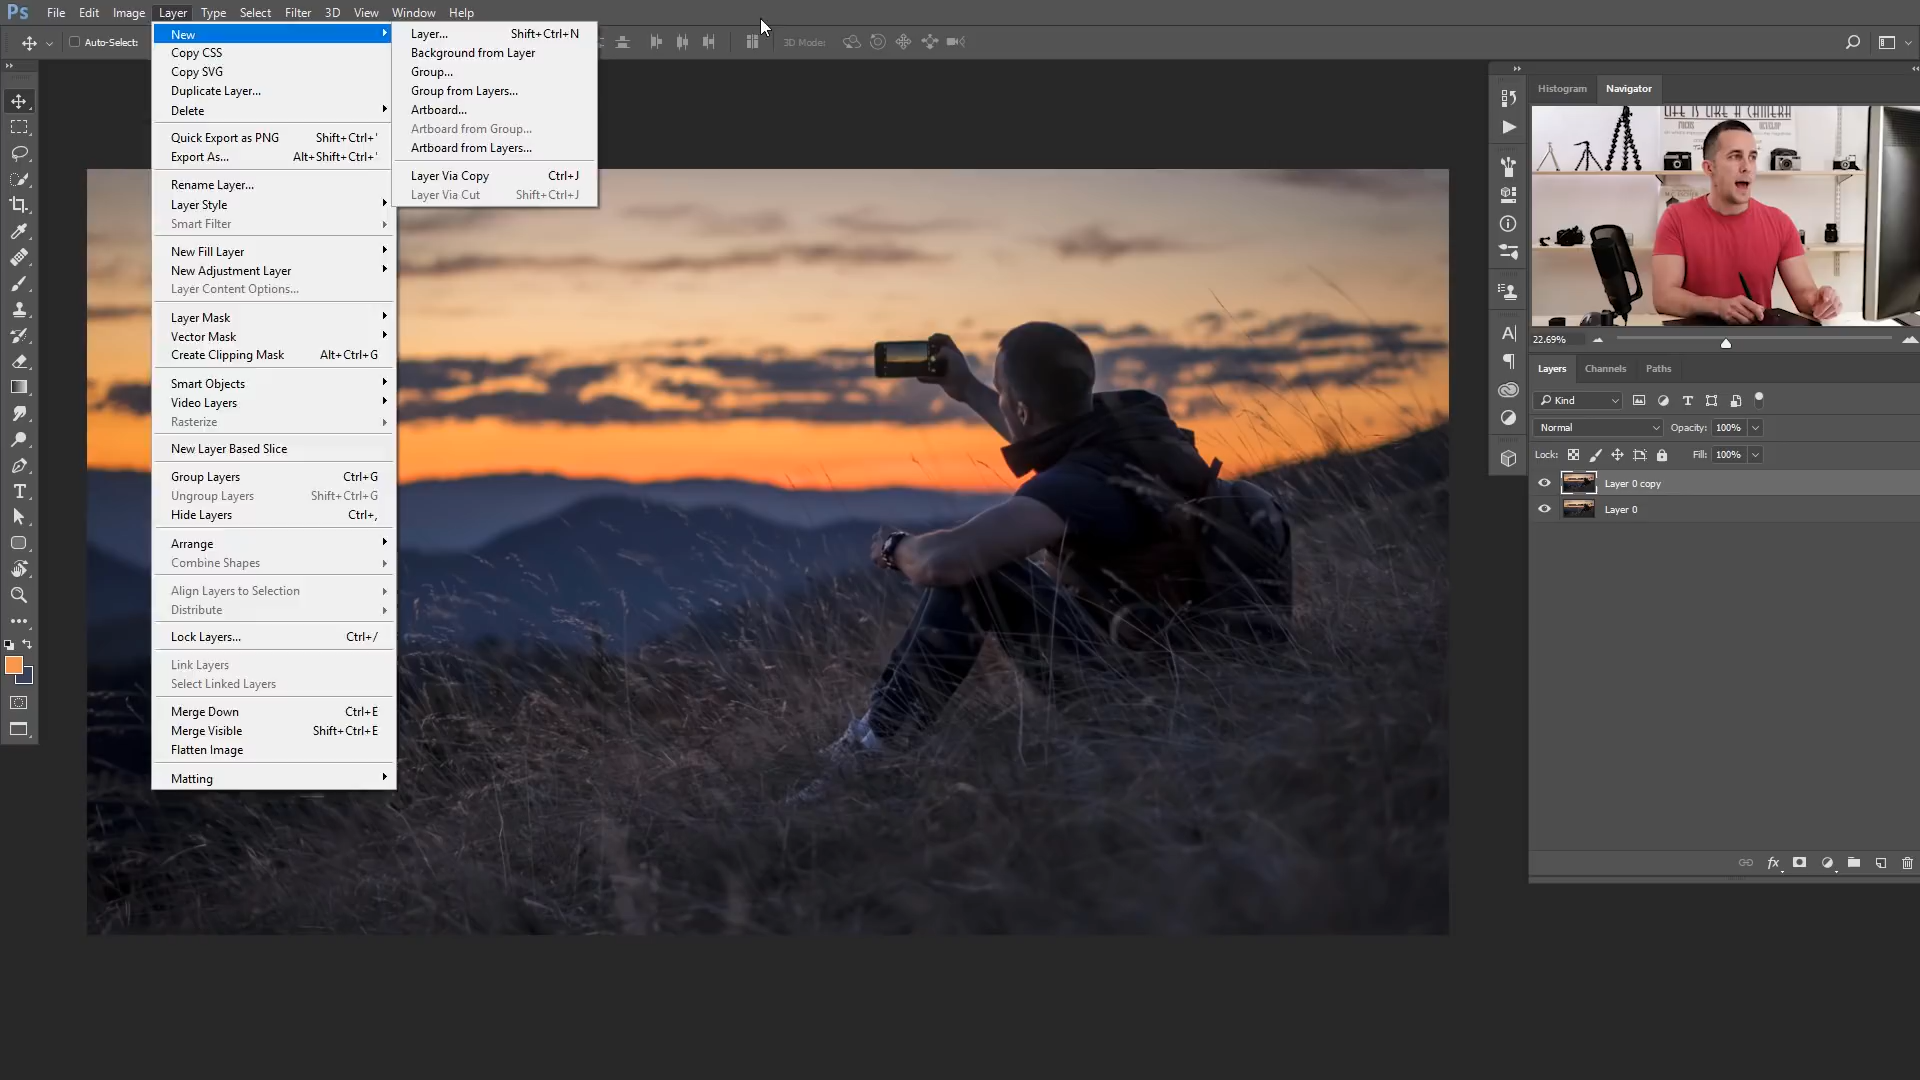 Ps File Edit Image Layer Type Select Filter 3D View Window Help
Auto-Select:
3D Mode:
New
Copy CSS
Copy SVG
Duplicate Layer...
Delete
Quick Export as PNG Shift+Ctrl+'
Export As... Alt+Shift+Ctrl+'
Rename Layer...
Layer Style
Smart Filter
New Fill Layer
New Adjustment Layer
Layer Content Options...
Layer Mask
Vector Mask
Create Clipping Mask Alt+Ctrl+G
Smart Objects
Video Layers
Rasterize
New Layer Based Slice
Group Layers Ctrl+G
Ungroup Layers Shift+Ctrl+G
Hide Layers Ctrl+,
Arrange
Combine Shapes
Align Layers to Selection
Distribute
Lock Layers... Ctrl+/
Link Layers
Select Linked Layers
Merge Down Ctrl+E
Merge Visible Shift+Ctrl+E
Flatten Image
Matting
Layer... Shift+Ctrl+N
Background from Layer
Group...
Group from Layers...
Artboard...
Artboard from Group...
Artboard from Layers...
Layer Via Copy Ctrl+J
Layer Via Cut Shift+Ctrl+J
Histogram Navigator
LIFE IS LIKE A CAMERA
FOCUS DEVELOP
22.69%
Layers Channels Paths
Kind
Normal Opacity: 100%
Lock: Fill: 100%
Layer 0 copy
Layer 0